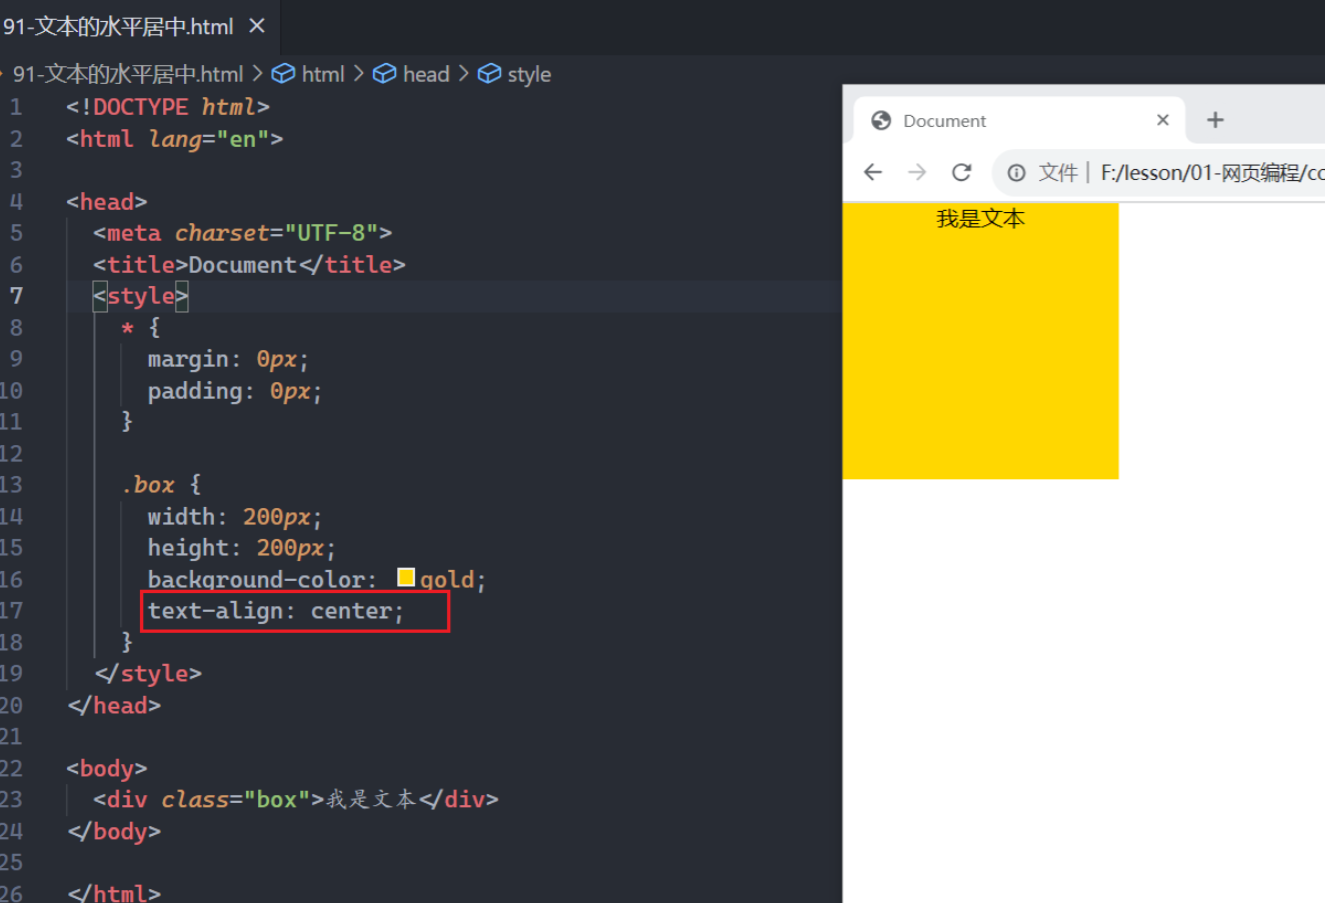 91-文本的水平居中.html ×
91-文本的水平居中.html > html > head > style
1 <!DOCTYPE html>
2 <html lang="en">
3
4 <head>
5 <meta charset="UTF-8">
6 <title>Document</title>
7 <style>
8 * {
9 margin: 0px;
10 padding: 0px;
11 }
12
13 .box {
14 width: 200px;
15 height: 200px;
16 background-color: gold;
17 text-align: center;
18 }
19 </style>
20 </head>
21
22 <body>
23 <div class="box">我是文本</div>
24 </body>
25
26 </html>
Document × +
文件 | F:/lesson/01-网页编程/co
我是文本